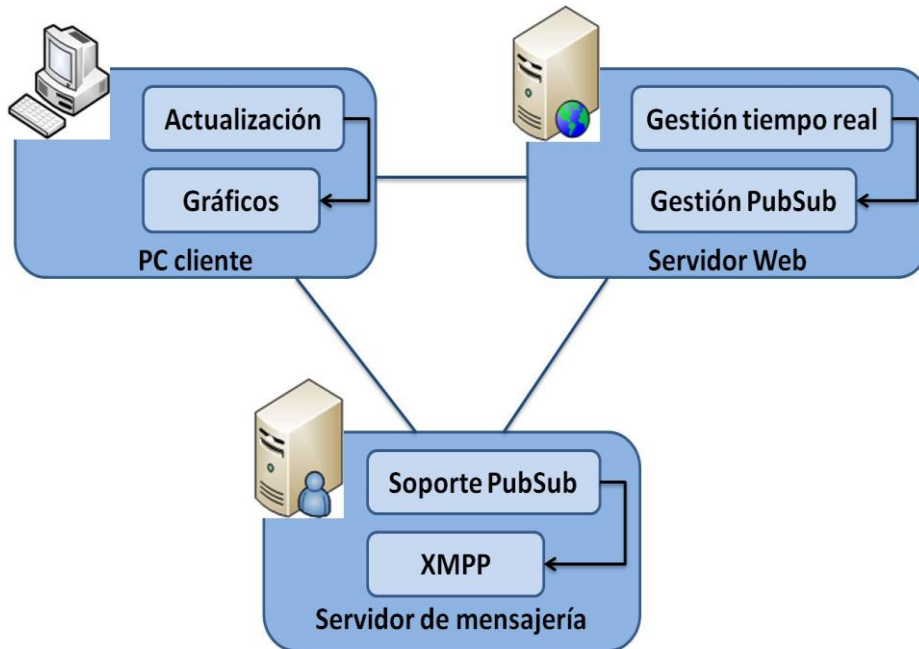 Actualización
Gráficos
PC cliente
Gestión tiempo real
Gestión PubSub
Servidor Web
Soporte PubSub
XMPP
Servidor de mensajería